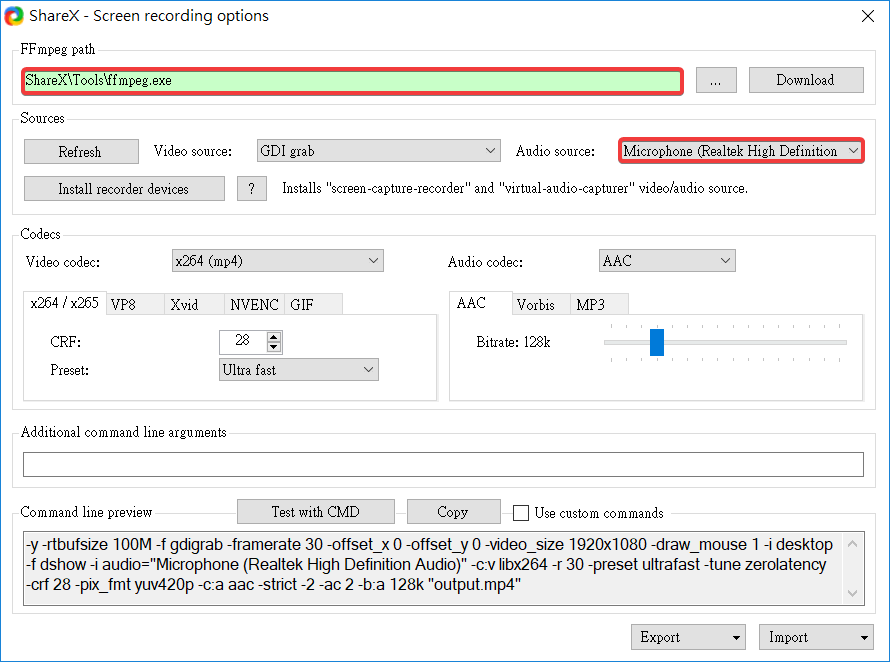 ShareX - Screen recording options
FFmpeg path
ShareX\Tools\ffmpeg.exe
...
Download
Sources
Refresh
Video source:
GDI grab
Audio source:
Microphone (Realtek High Definition
Install recorder devices
?
Installs "screen-capture-recorder" and "virtual-audio-capturer" video/audio source.
Codecs
Video codec:
x264 (mp4)
Audio codec:
AAC
x264 / x265
VP8
Xvid
NVENC
GIF
CRF:
28
Preset:
Ultra fast
AAC
Vorbis
MP3
Bitrate: 128k
Additional command line arguments
Command line preview
Test with CMD
Copy
Use custom commands
-y -rtbufsize 100M -f gdigrab -framerate 30 -offset_x 0 -offset_y 0 -video_size 1920x1080 -draw_mouse 1 -i desktop
-f dshow -i audio="Microphone (Realtek High Definition Audio)" -c:v libx264 -r 30 -preset ultrafast -tune zerolatency
-crf 28 -pix_fmt yuv420p -c:a aac -strict -2 -ac 2 -b:a 128k "output.mp4"
Export
Import